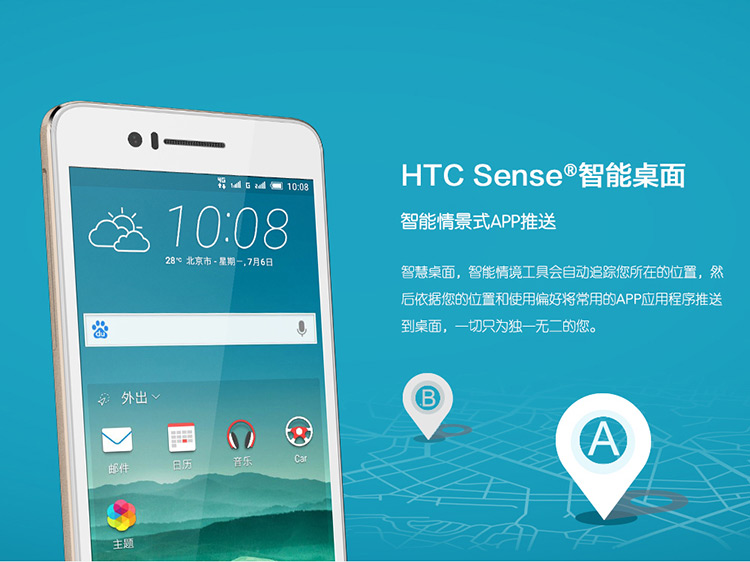 4G G 10:08
10:08
28°C 北京市 - 星期一, 7月6日
du
外出
邮件 日历 音乐 Car
主题
HTC Sense®智能桌面
智能情景式APP推送
智慧桌面，智能情境工具会自动追踪您所在的位置，然
后依据您的位置和使用偏好将常用的APP应用程序推送
到桌面，一切只为独一无二的您。
B
A